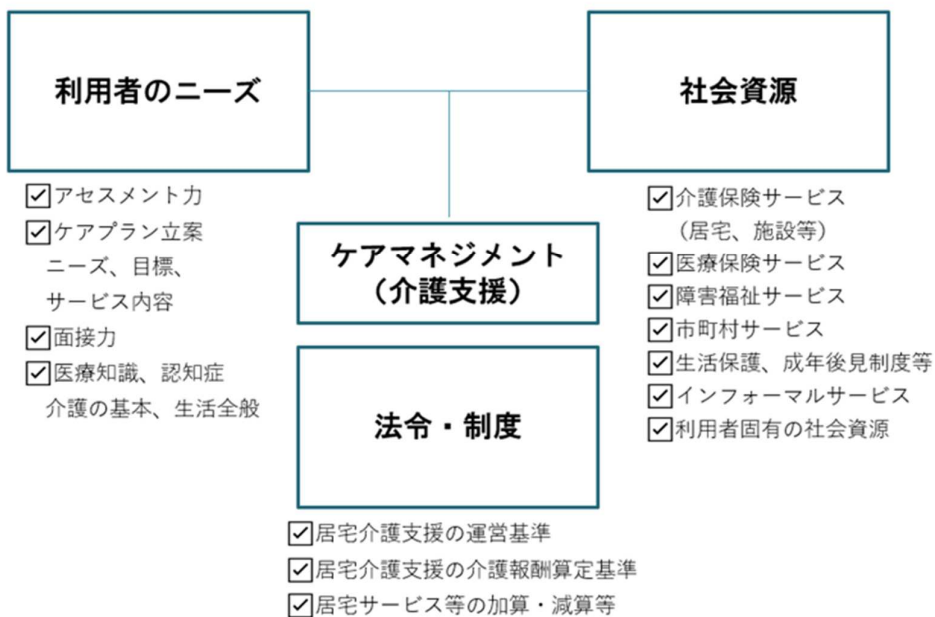 利用者のニーズ
☑アセスメント力
☑ケアプラン立案
ニーズ、目標、
サービス内容
☑面接力
☑医療知識、認知症
介護の基本、生活全般
社会資源
☑介護保険サービス
（居宅、施設等）
☑医療保険サービス
☑障害福祉サービス
☑市町村サービス
☑生活保護、成年後見制度等
☑インフォーマルサービス
☑利用者固有の社会資源
ケアマネジメント
（介護支援）
法令・制度
☑居宅介護支援の運営基準
☑居宅介護支援の介護報酬算定基準
☑居宅サービス等の加算・減算等